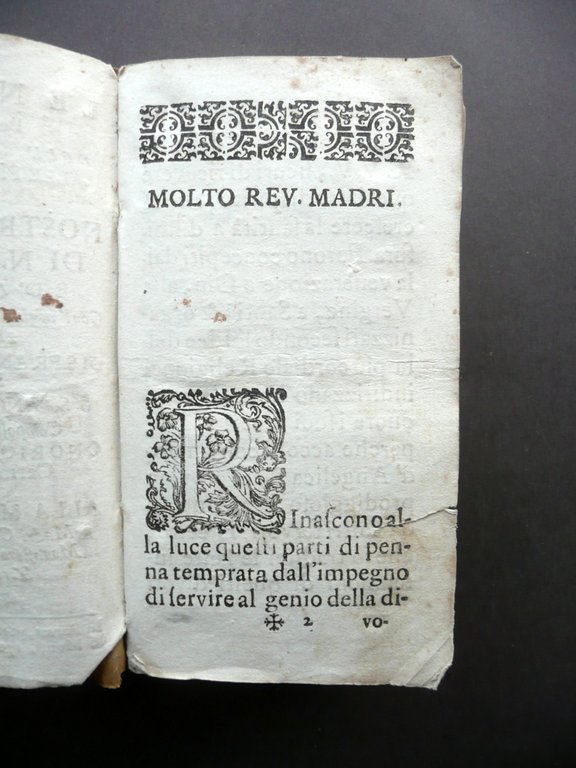 MOLTO REV. MADRI.
RInaſcono al-
la luce queſti parti di pen-
na temprata dall'impegno
di ſervire al genio della di-
✠ 2 vo-